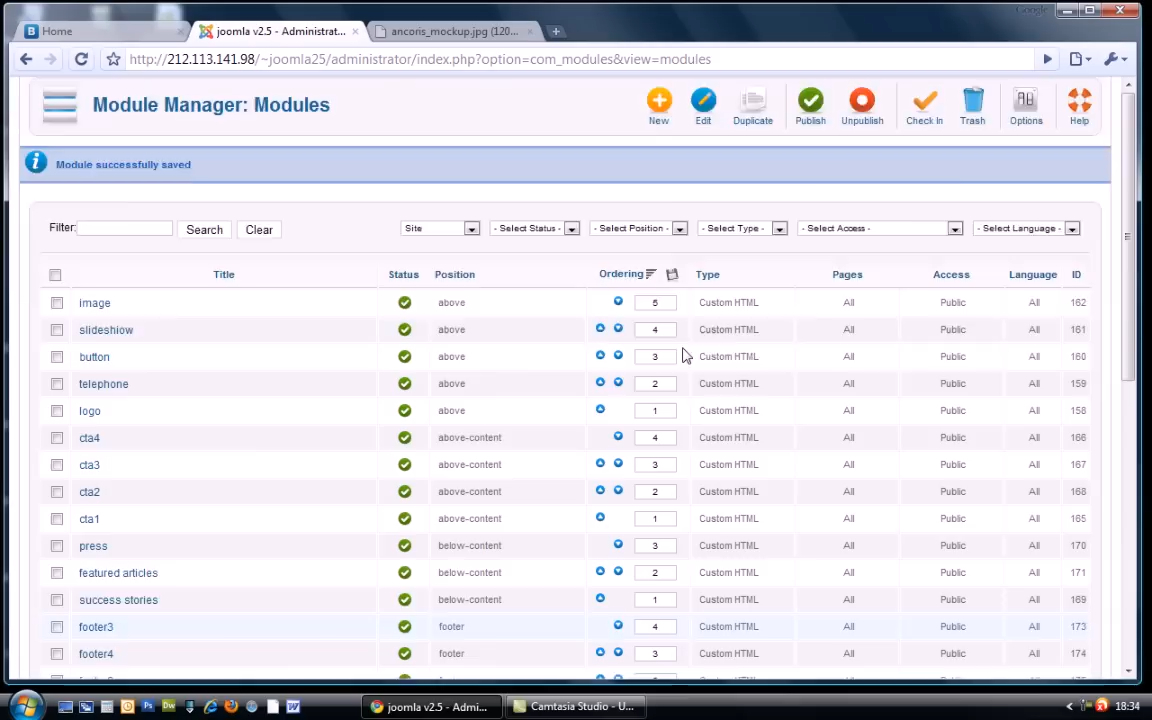 Google
Home
joomla v2.5 - Administrat...
ancoris_mockup.jpg (120...
http://212.113.141.98/~joomla25/administrator/index.php?option=com_modules&view=modules
Module Manager: Modules
New Edit Duplicate Publish Unpublish Check In Trash Options Help
Module successfully saved
Filter: Search Clear Site - Select Status - - Select Position - - Select Type - - Select Access - - Select Language -
Title Status Position Ordering Type Pages Access Language ID
image above 5 Custom HTML All Public All 162
slideshiow above 4 Custom HTML All Public All 161
button above 3 Custom HTML All Public All 160
telephone above 2 Custom HTML All Public All 159
logo above 1 Custom HTML All Public All 158
cta4 above-content 4 Custom HTML All Public All 166
cta3 above-content 3 Custom HTML All Public All 167
cta2 above-content 2 Custom HTML All Public All 168
cta1 above-content 1 Custom HTML All Public All 165
press below-content 3 Custom HTML All Public All 170
featured articles below-content 2 Custom HTML All Public All 171
success stories below-content 1 Custom HTML All Public All 169
footer3 footer 4 Custom HTML All Public All 173
footer4 footer 3 Custom HTML All Public All 174
joomla v2.5 - Admi... Camtasia Studio - U... 18:34